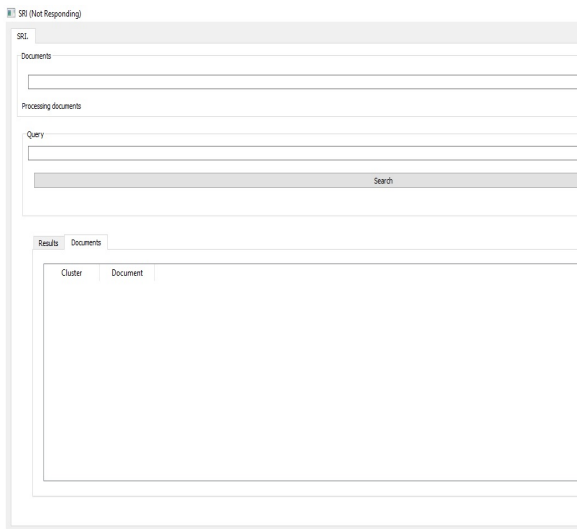 SRI (Not Responding)
SRI.
Documents
Processing documents
Query
Search
Results Documents
Cluster Document